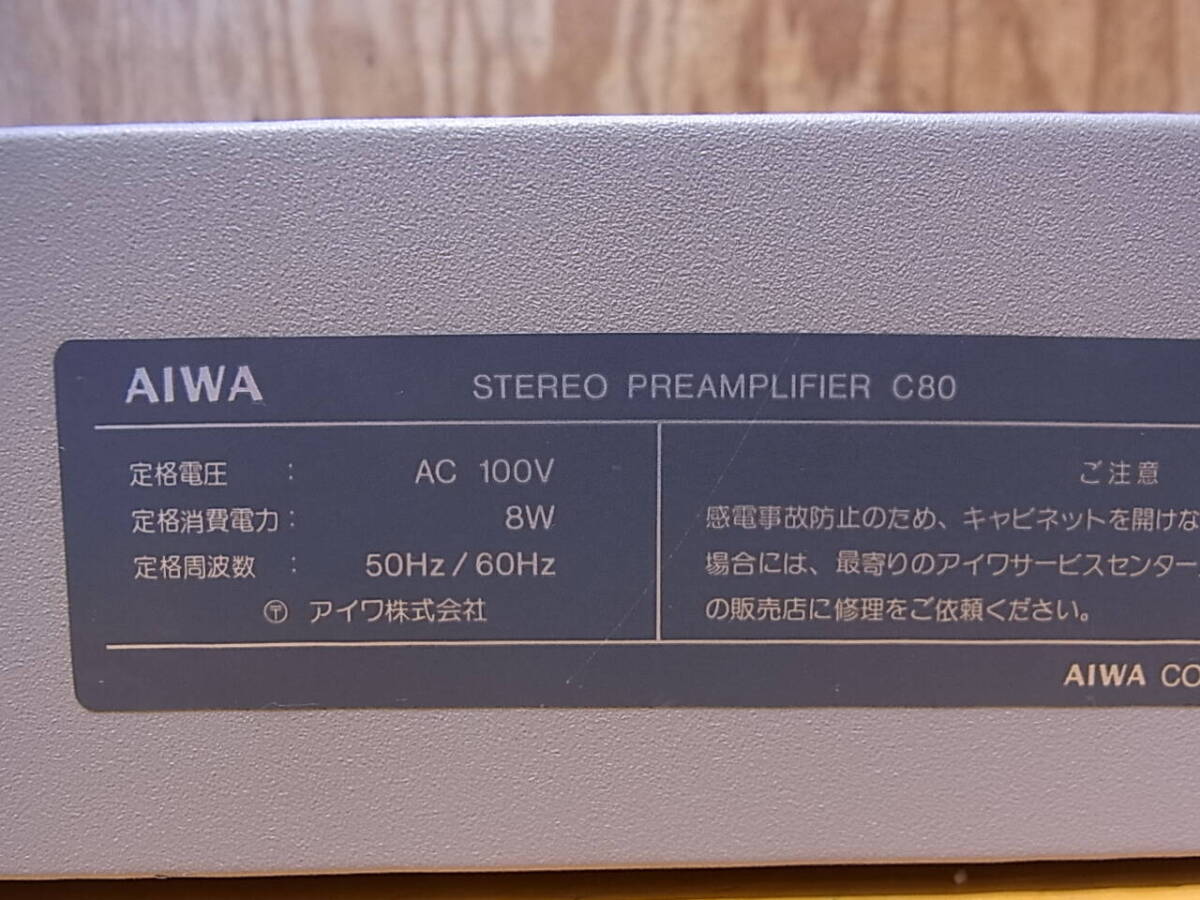 AIWA STEREO PREAMPLIFIER C80
定格電圧 : AC 100V
定格消費電力 : 8W
定格周波数 : 50Hz/60Hz
〶 アイワ株式会社
ご注意
感電事故防止のため、キャビネットを開けな
場合には、最寄りのアイワサービスセンター
の販売店に修理をご依頼ください。
AIWA CO